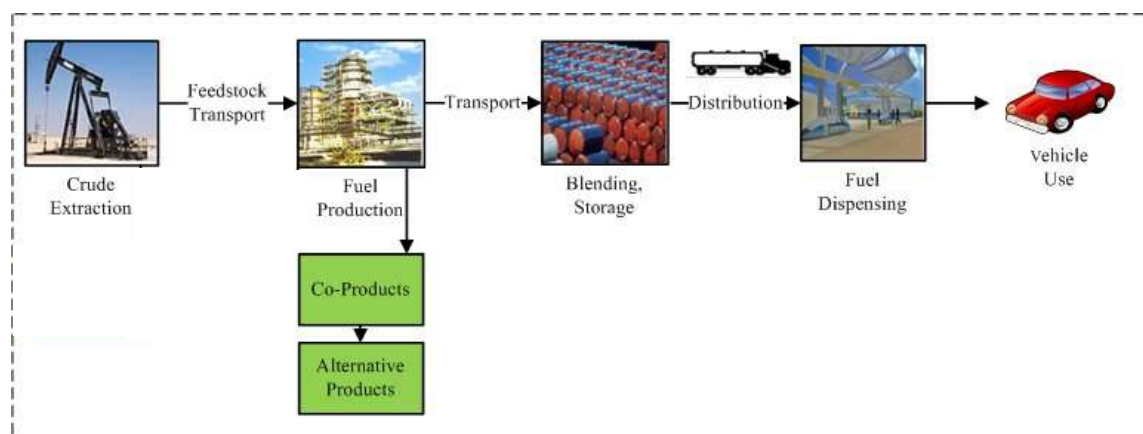 Feedstock
Transport
Transport
Distribution
Crude
Extraction
Fuel
Production
Blending,
Storage
Fuel
Dispensing
Vehicle
Use
Co-Products
Alternative
Products